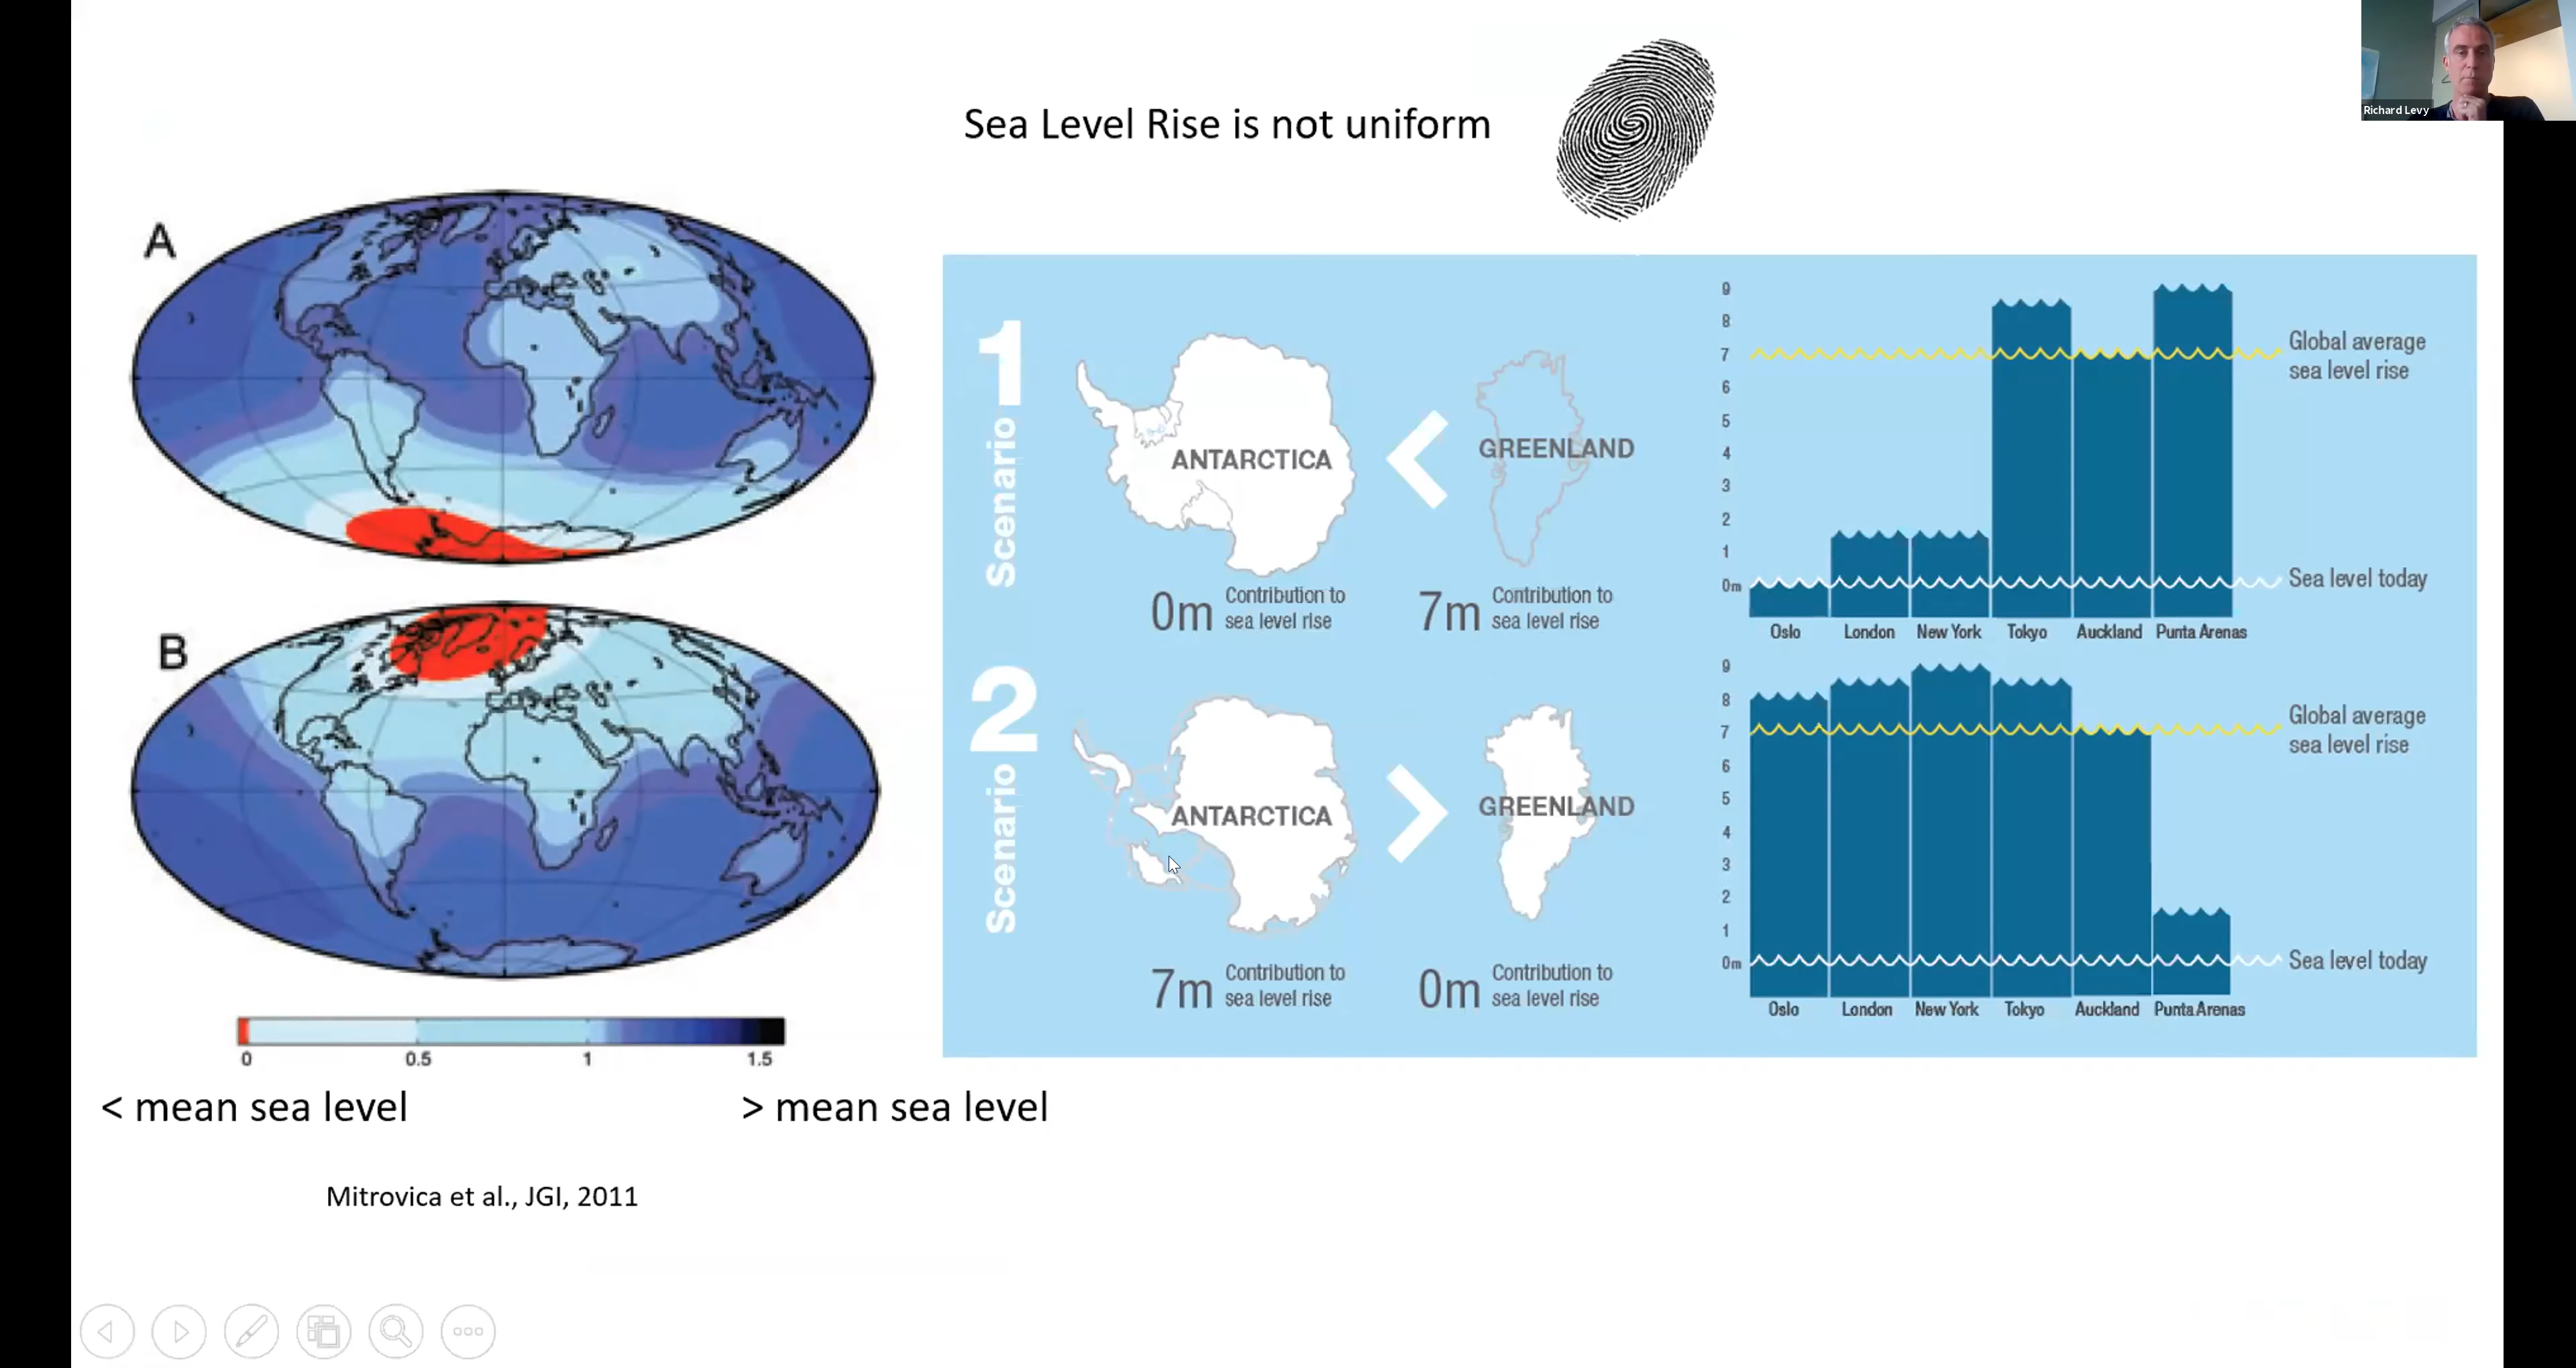 Richard Levy
Sea Level Rise is not uniform
A
B
0 0.5 1 1.5
< mean sea level
> mean sea level
Mitrovica et al., JGI, 2011
Scenario 1
ANTARCTICA
<
GREENLAND
0m Contribution to
sea level rise
7m Contribution to
sea level rise
9
8
7
6
5
4
3
2
1
0m
Global average
sea level rise
Sea level today
Oslo London New York Tokyo Auckland Punta Arenas
Scenario 2
ANTARCTICA
>
GREENLAND
7m Contribution to
sea level rise
0m Contribution to
sea level rise
9
8
7
6
5
4
3
2
1
0m
Global average
sea level rise
Sea level today
Oslo London New York Tokyo Auckland Punta Arenas